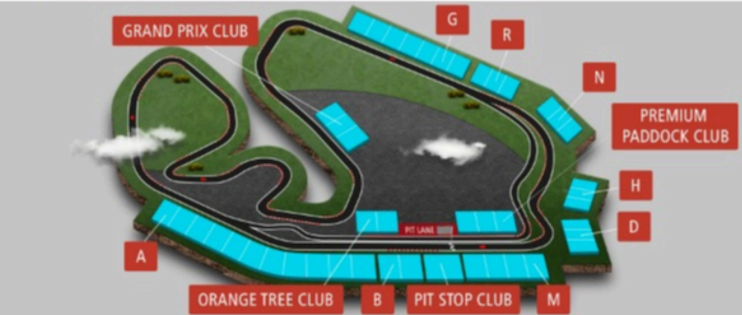 GRAND PRIX CLUB
G
R
N
PREMIUM
PADDOCK CLUB
H
D
PIT LANE
A
ORANGE TREE CLUB
B
PIT STOP CLUB
M